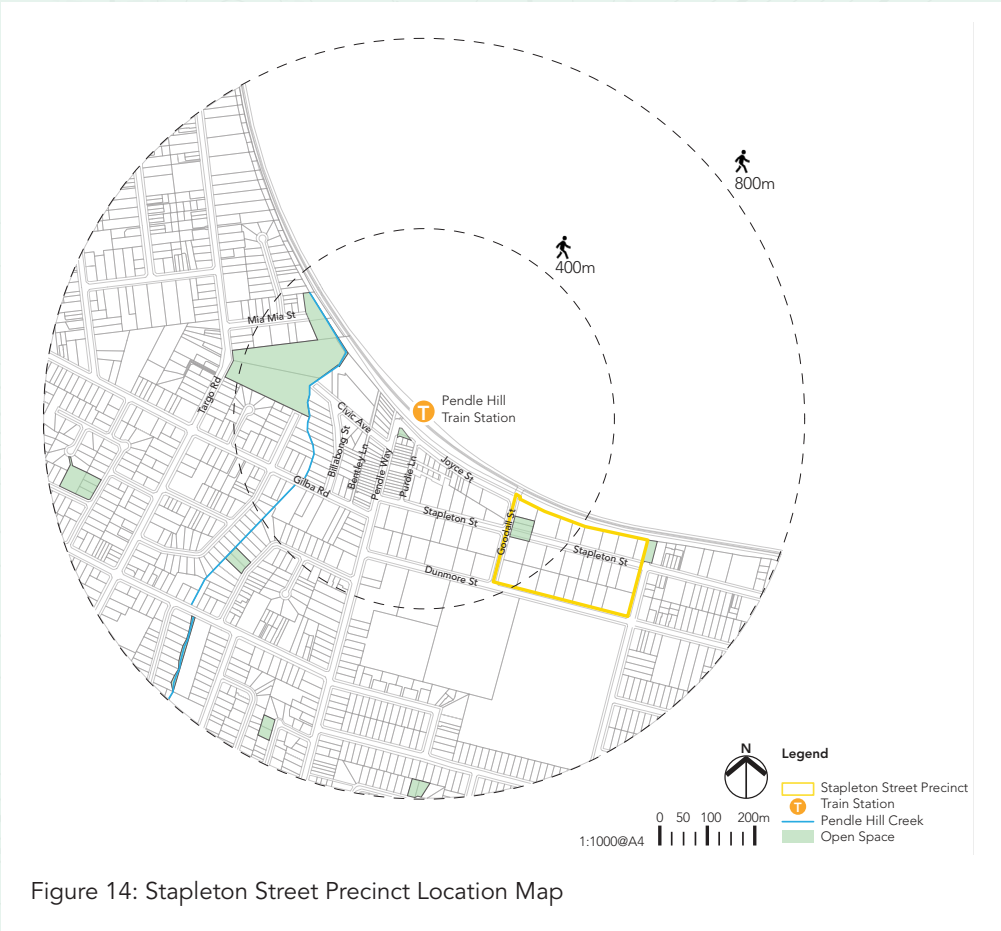 800m
400m
Mia Mia St
Targo Rd
Pendle Hill
Train Station
T
Civic Ave
Billabong St
Bentley Ln
Pendle Way
Purdie Ln
Joyce St
Gilba Rd
Stapleton St
Goodall St
Stapleton St
Dunmore St
N
Legend
Stapleton Street Precinct
T
Train Station
Pendle Hill Creek
Open Space
0 50 100 200m
1:1000@A4
Figure 14: Stapleton Street Precinct Location Map